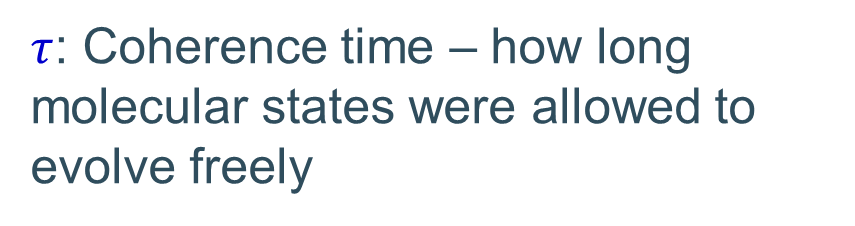 τ: Coherence time – how long
molecular states were allowed to
evolve freely